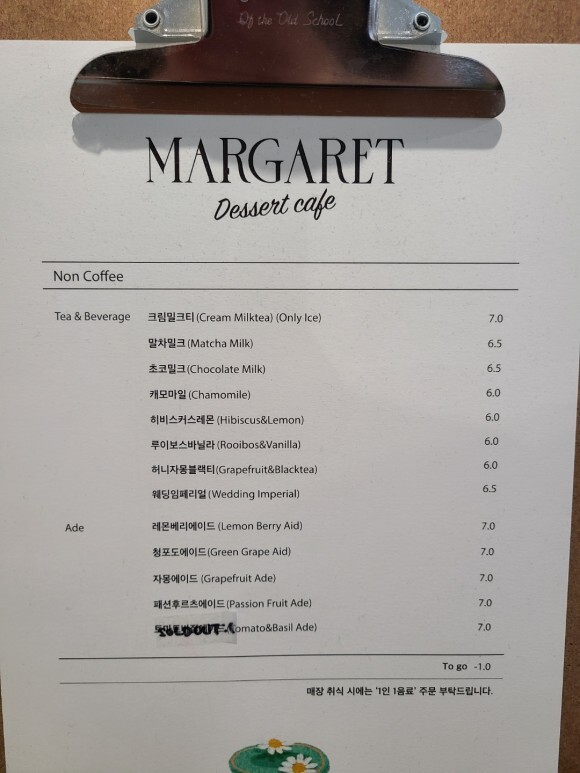 Of the Old School
MARGARET
Dessert cafe
Non Coffee
Tea & Beverage 크림밀크티 (Cream Milktea) (Only Ice) 7.0
말차밀크 (Matcha Milk) 6.5
초코밀크 (Chocolate Milk) 6.5
캐모마일 (Chamomile) 6.0
히비스커스레몬 (Hibiscus&Lemon) 6.0
루이보스바닐라 (Rooibos&Vanilla) 6.0
허니자몽블랙티(Grapefruit&Blacktea) 6.0
웨딩임페리얼 (Wedding Imperial) 6.5
Ade 레몬베리에이드 (Lemon Berry Aid) 7.0
청포도에이드(Green Grape Aid) 7.0
자몽에이드 (Grapefruit Ade) 7.0
패션후르츠에이드 (Passion Fruit Ade) 7.0
omato&Basil Ade) 7.0
To go -1.0
매장 취식 시에는 '1인 1음료' 주문 부탁드립니다.